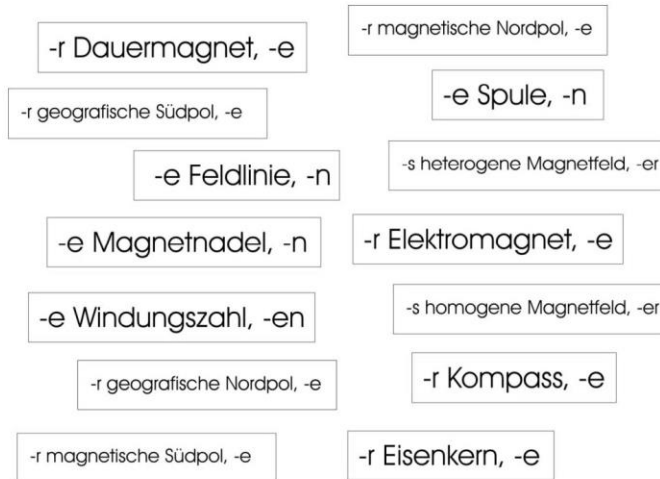 -r Dauermagnet, -e
-r magnetische Nordpol, -e
-r geografische Südpol, -e
-e Spule, -n
-e Feldlinie, -n
-s heterogene Magnetfeld, -er
-e Magnetnadel, -n
-r Elektromagnet, -e
-e Windungszahl, -en
-s homogene Magnetfeld, -er
-r geografische Nordpol, -e
-r Kompass, -e
-r magnetische Südpol, -e
-r Eisenkern, -e